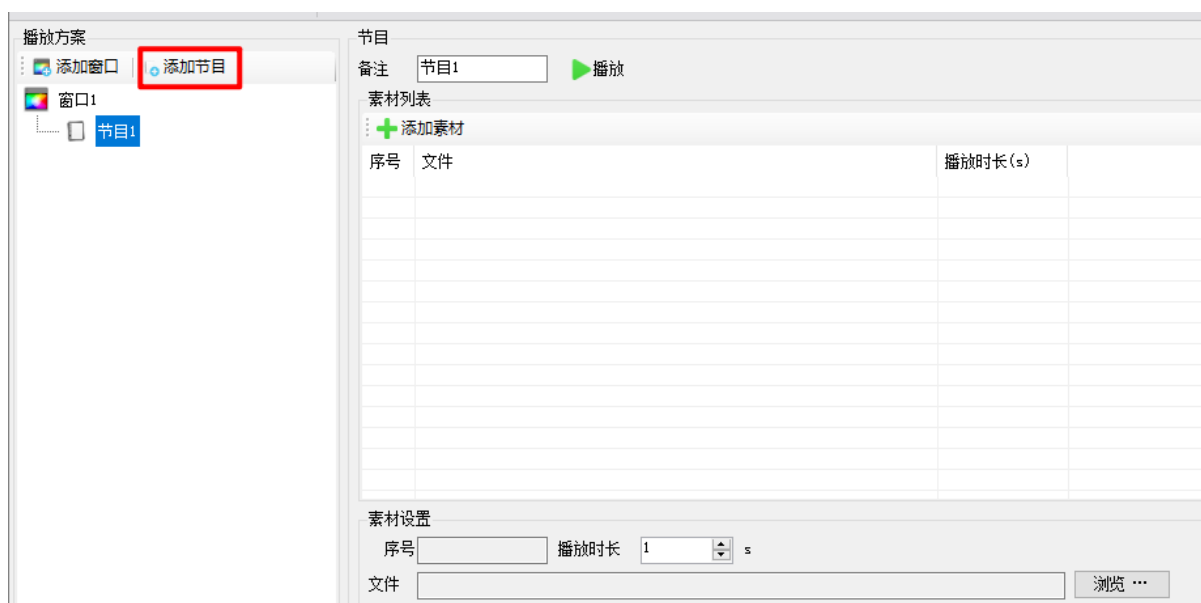 播放方案
添加窗口 添加节目
窗口1
节目1
节目
备注 节目1 播放
素材列表
添加素材
序号 文件 播放时长(s)
素材设置
序号 播放时长 1 s
文件 浏览 …